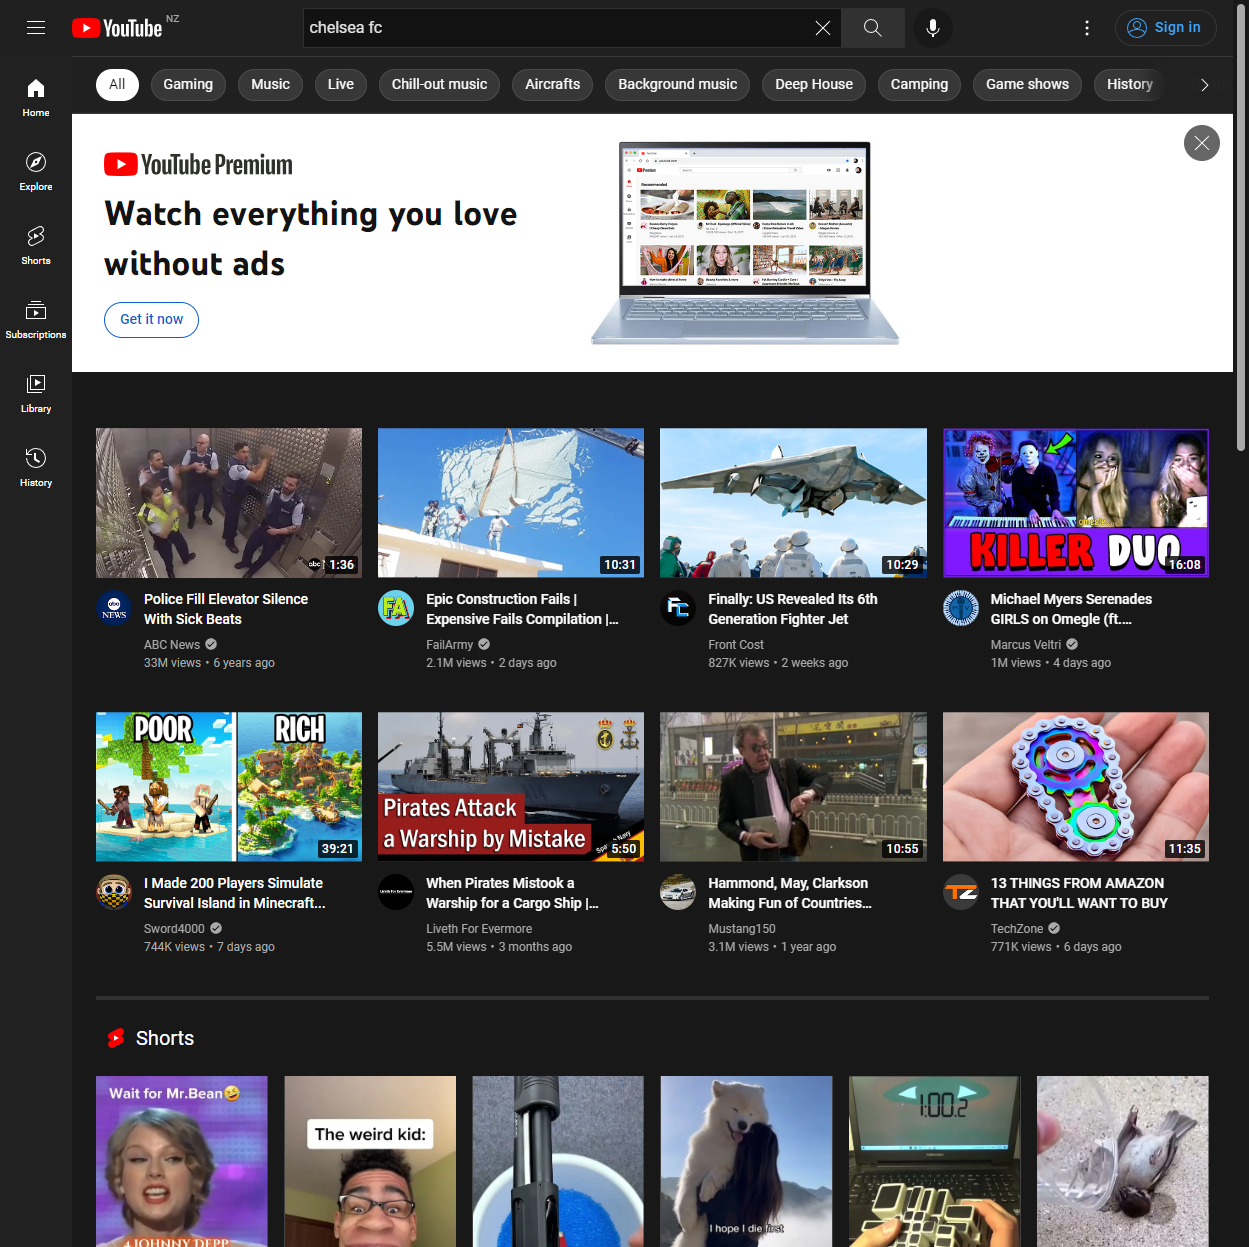 YouTube NZ
chelsea fc
Sign in
All
Gaming
Music
Live
Chill-out music
Aircrafts
Background music
Deep House
Camping
Game shows
History
Home
Explore
Shorts
Subscriptions
Library
History
YouTube Premium
Watch everything you love
without ads
Get it now
Recommended
abc
1:36
10:31
10:29
KILLER DUO
16:08
abc
NEWS
Police Fill Elevator Silence
With Sick Beats
ABC News
33M views • 6 years ago
FA
Epic Construction Fails |
Expensive Fails Compilation |...
FailArmy
2.1M views • 2 days ago
FC
Finally: US Revealed Its 6th
Generation Fighter Jet
Front Cost
827K views • 2 weeks ago
Michael Myers Serenades
GIRLS on Omegle (ft....
Marcus Veltri
1M views • 4 days ago
POOR
RICH
39:21
Pirates Attack
a Warship by Mistake
5:50
10:55
11:35
I Made 200 Players Simulate
Survival Island in Minecraft...
Sword4000
744K views • 7 days ago
Liveth For Evermore
When Pirates Mistook a
Warship for a Cargo Ship |...
Liveth For Evermore
5.5M views • 3 months ago
Hammond, May, Clarkson
Making Fun of Countries...
Mustang150
3.1M views • 1 year ago
TZ
13 THINGS FROM AMAZON
THAT YOU'LL WANT TO BUY
TechZone
771K views • 6 days ago
Shorts
Wait for Mr.Bean🤣
JOHNNY DEPP
The weird kid:
I hope I die first
1:00.2